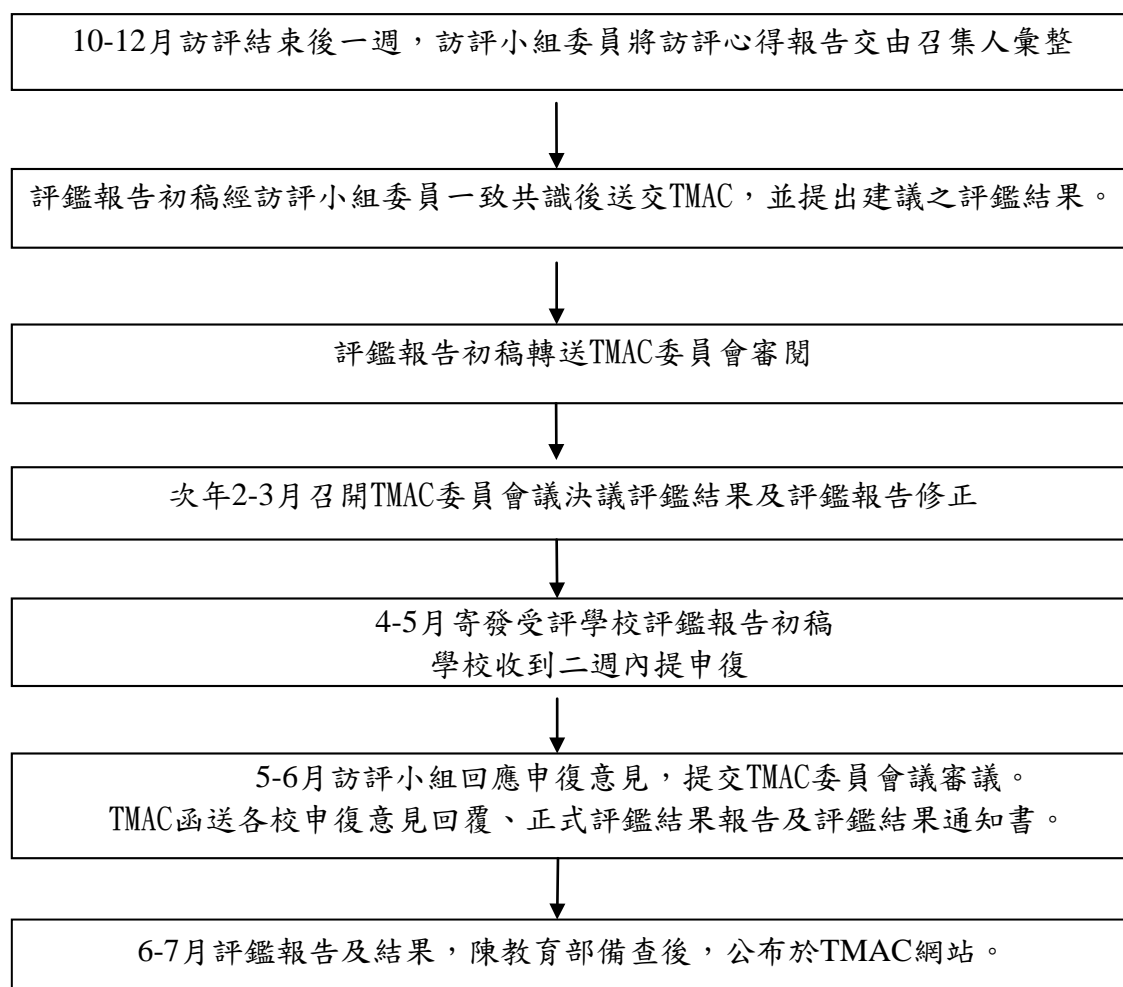 10-12月訪評結束後一週，訪評小組委員將訪評心得報告交由召集人彙整
評鑑報告初稿經訪評小組委員一致共識後送交TMAC，並提出建議之評鑑結果。
評鑑報告初稿轉送TMAC委員會審閱
次年2-3月召開TMAC委員會議決議評鑑結果及評鑑報告修正
4-5月寄發受評學校評鑑報告初稿
學校收到二週內提申復
5-6月訪評小組回應申復意見，提交TMAC委員會議審議。
TMAC函送各校申復意見回覆、正式評鑑結果報告及評鑑結果通知書。
6-7月評鑑報告及結果，陳教育部備查後，公布於TMAC網站。